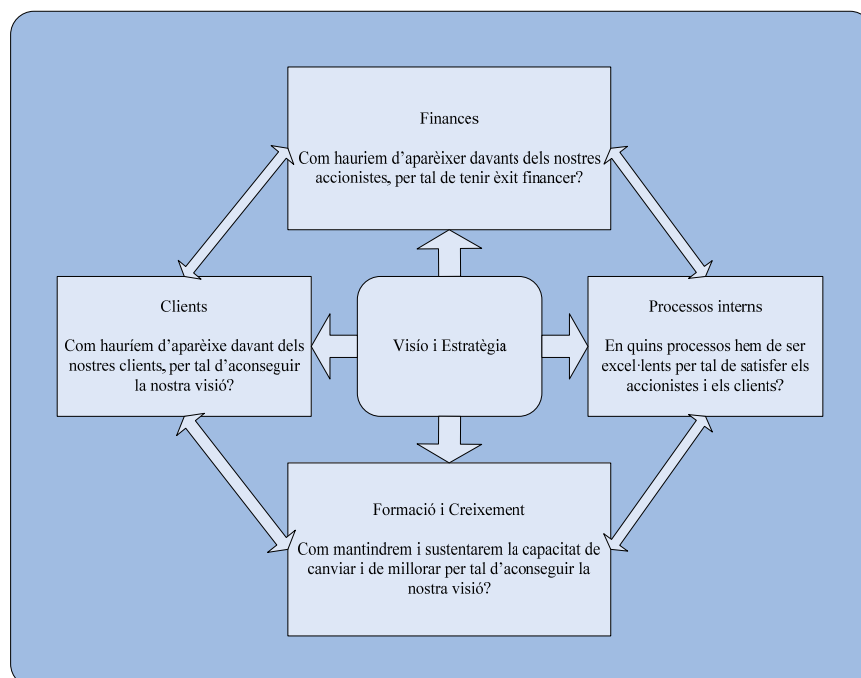 Finances
Com hauriem d’aparèixer davants dels nostres
accionistes, per tal de tenir èxit financer?
Clients
Com hauríem d’aparèixe davant dels
nostres clients, per tal d’aconseguir
la nostra visió?
Visío i Estratègia
Processos interns
En quins processos hem de ser
excel·lents per tal de satisfer els
accionistes i els clients?
Formació i Creixement
Com mantindrem i sustentarem la capacitat de
canviar i de millorar per tal d’aconseguir la
nostra visió?